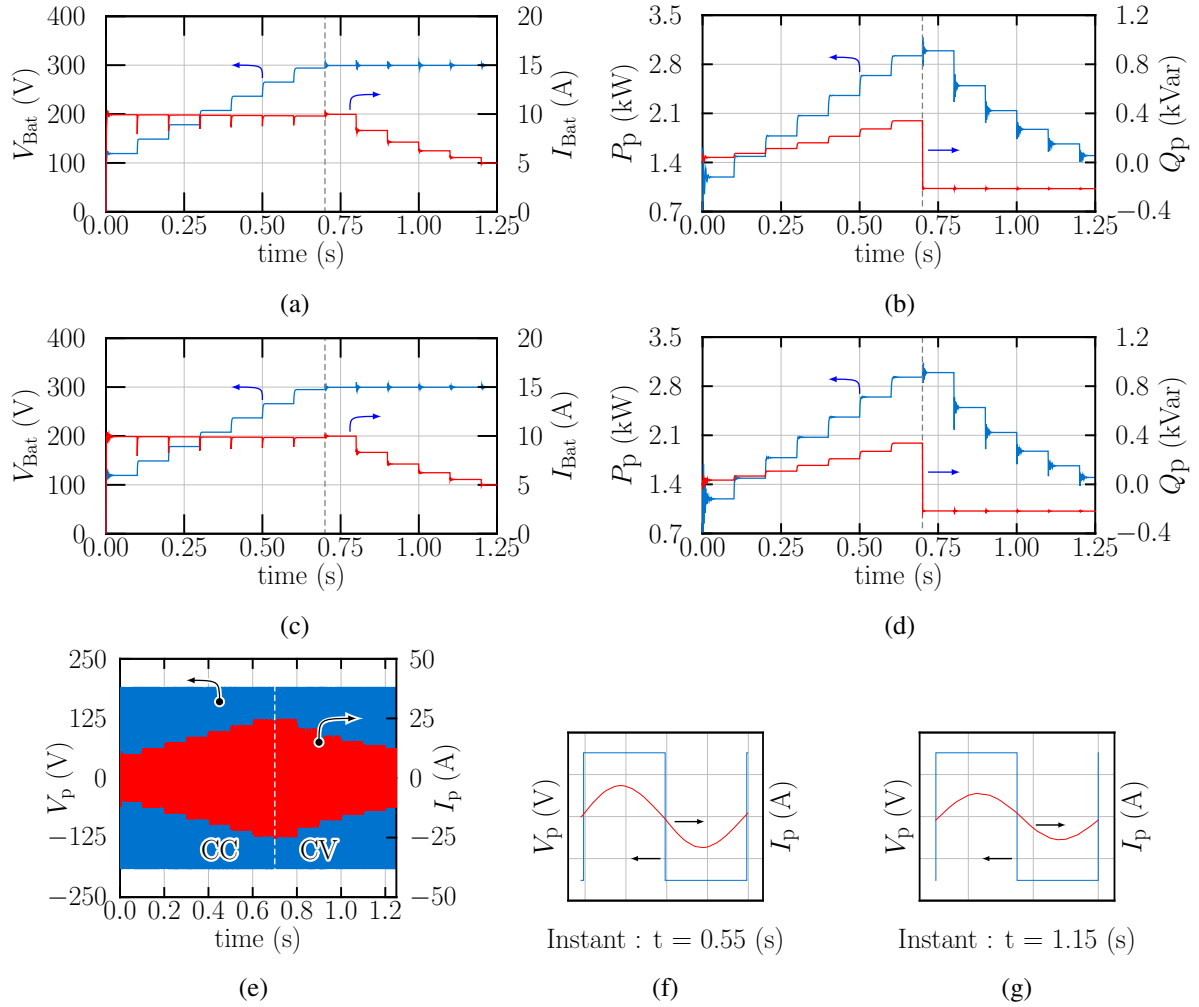 400 300 200 100 0
V_Bat (V)
20 15 10 5 0
I_Bat (A)
0.00 0.25 0.50 0.75 1.00 1.25
time (s)
(a)
3.5 2.8 2.1 1.4 0.7
P_p (kW)
1.2 0.8 0.4 0.0 −0.4
Q_p (kVar)
0.00 0.25 0.50 0.75 1.00 1.25
time (s)
(b)
400 300 200 100 0
V_Bat (V)
20 15 10 5 0
I_Bat (A)
0.00 0.25 0.50 0.75 1.00 1.25
time (s)
(c)
3.5 2.8 2.1 1.4 0.7
P_p (kW)
1.2 0.8 0.4 0.0 −0.4
Q_p (kVar)
0.00 0.25 0.50 0.75 1.00 1.25
time (s)
(d)
250 125 0 −125 −250
V_p (V)
50 25 0 −25 −50
I_p (A)
CC CV
0.0 0.2 0.4 0.6 0.8 1.0 1.2
time (s)
(e)
V_p (V)
I_p (A)
Instant : t = 0.55 (s)
(f)
V_p (V)
I_p (A)
Instant : t = 1.15 (s)
(g)